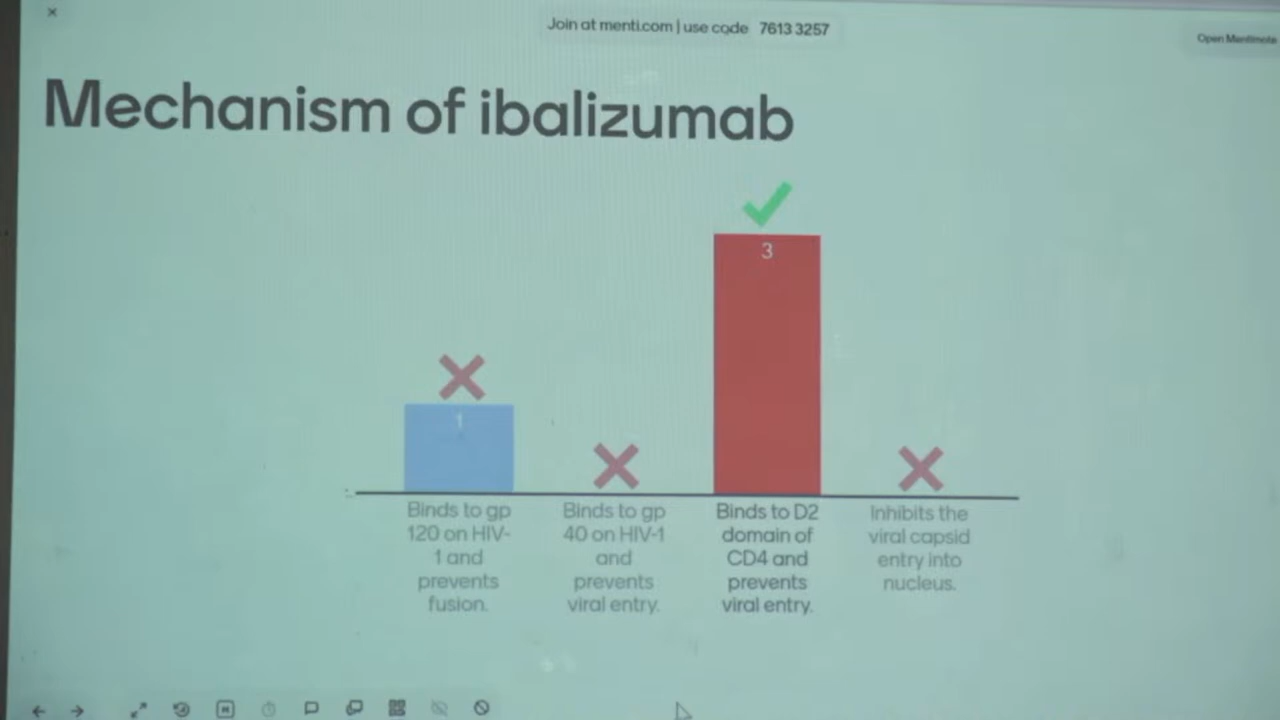 Join at menti.com | use code 7613 3257
Open Mentimote
Mechanism of ibalizumab
3
1
Binds to gp
120 on HIV-
1 and
prevents
fusion.
Binds to gp
40 on HIV-1
and
prevents
viral entry.
Binds to D2
domain of
CD4 and
prevents
viral entry.
Inhibits the
viral capsid
entry into
nucleus.